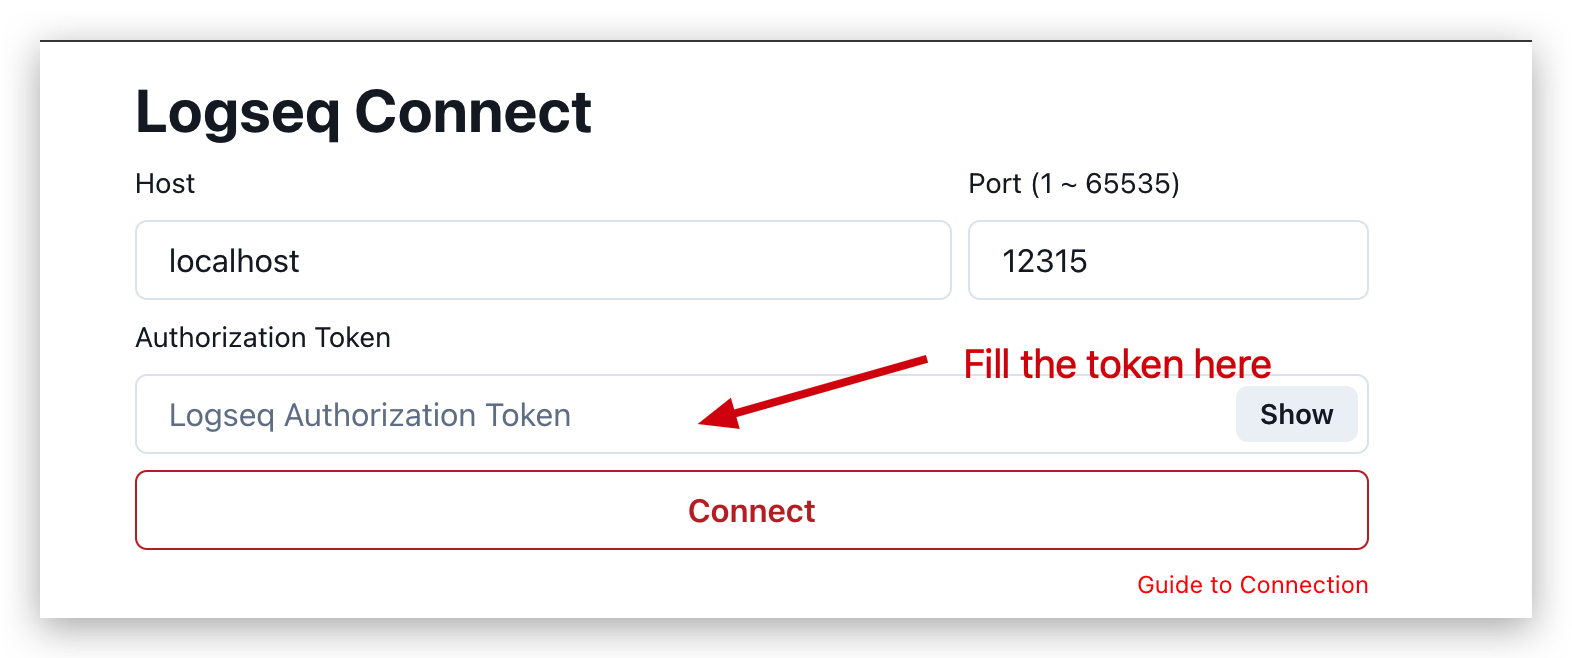 Logseq Connect
Host
Port (1 ~ 65535)
localhost
12315
Authorization Token
Fill the token here
Logseq Authorization Token
Show
Connect
Guide to Connection